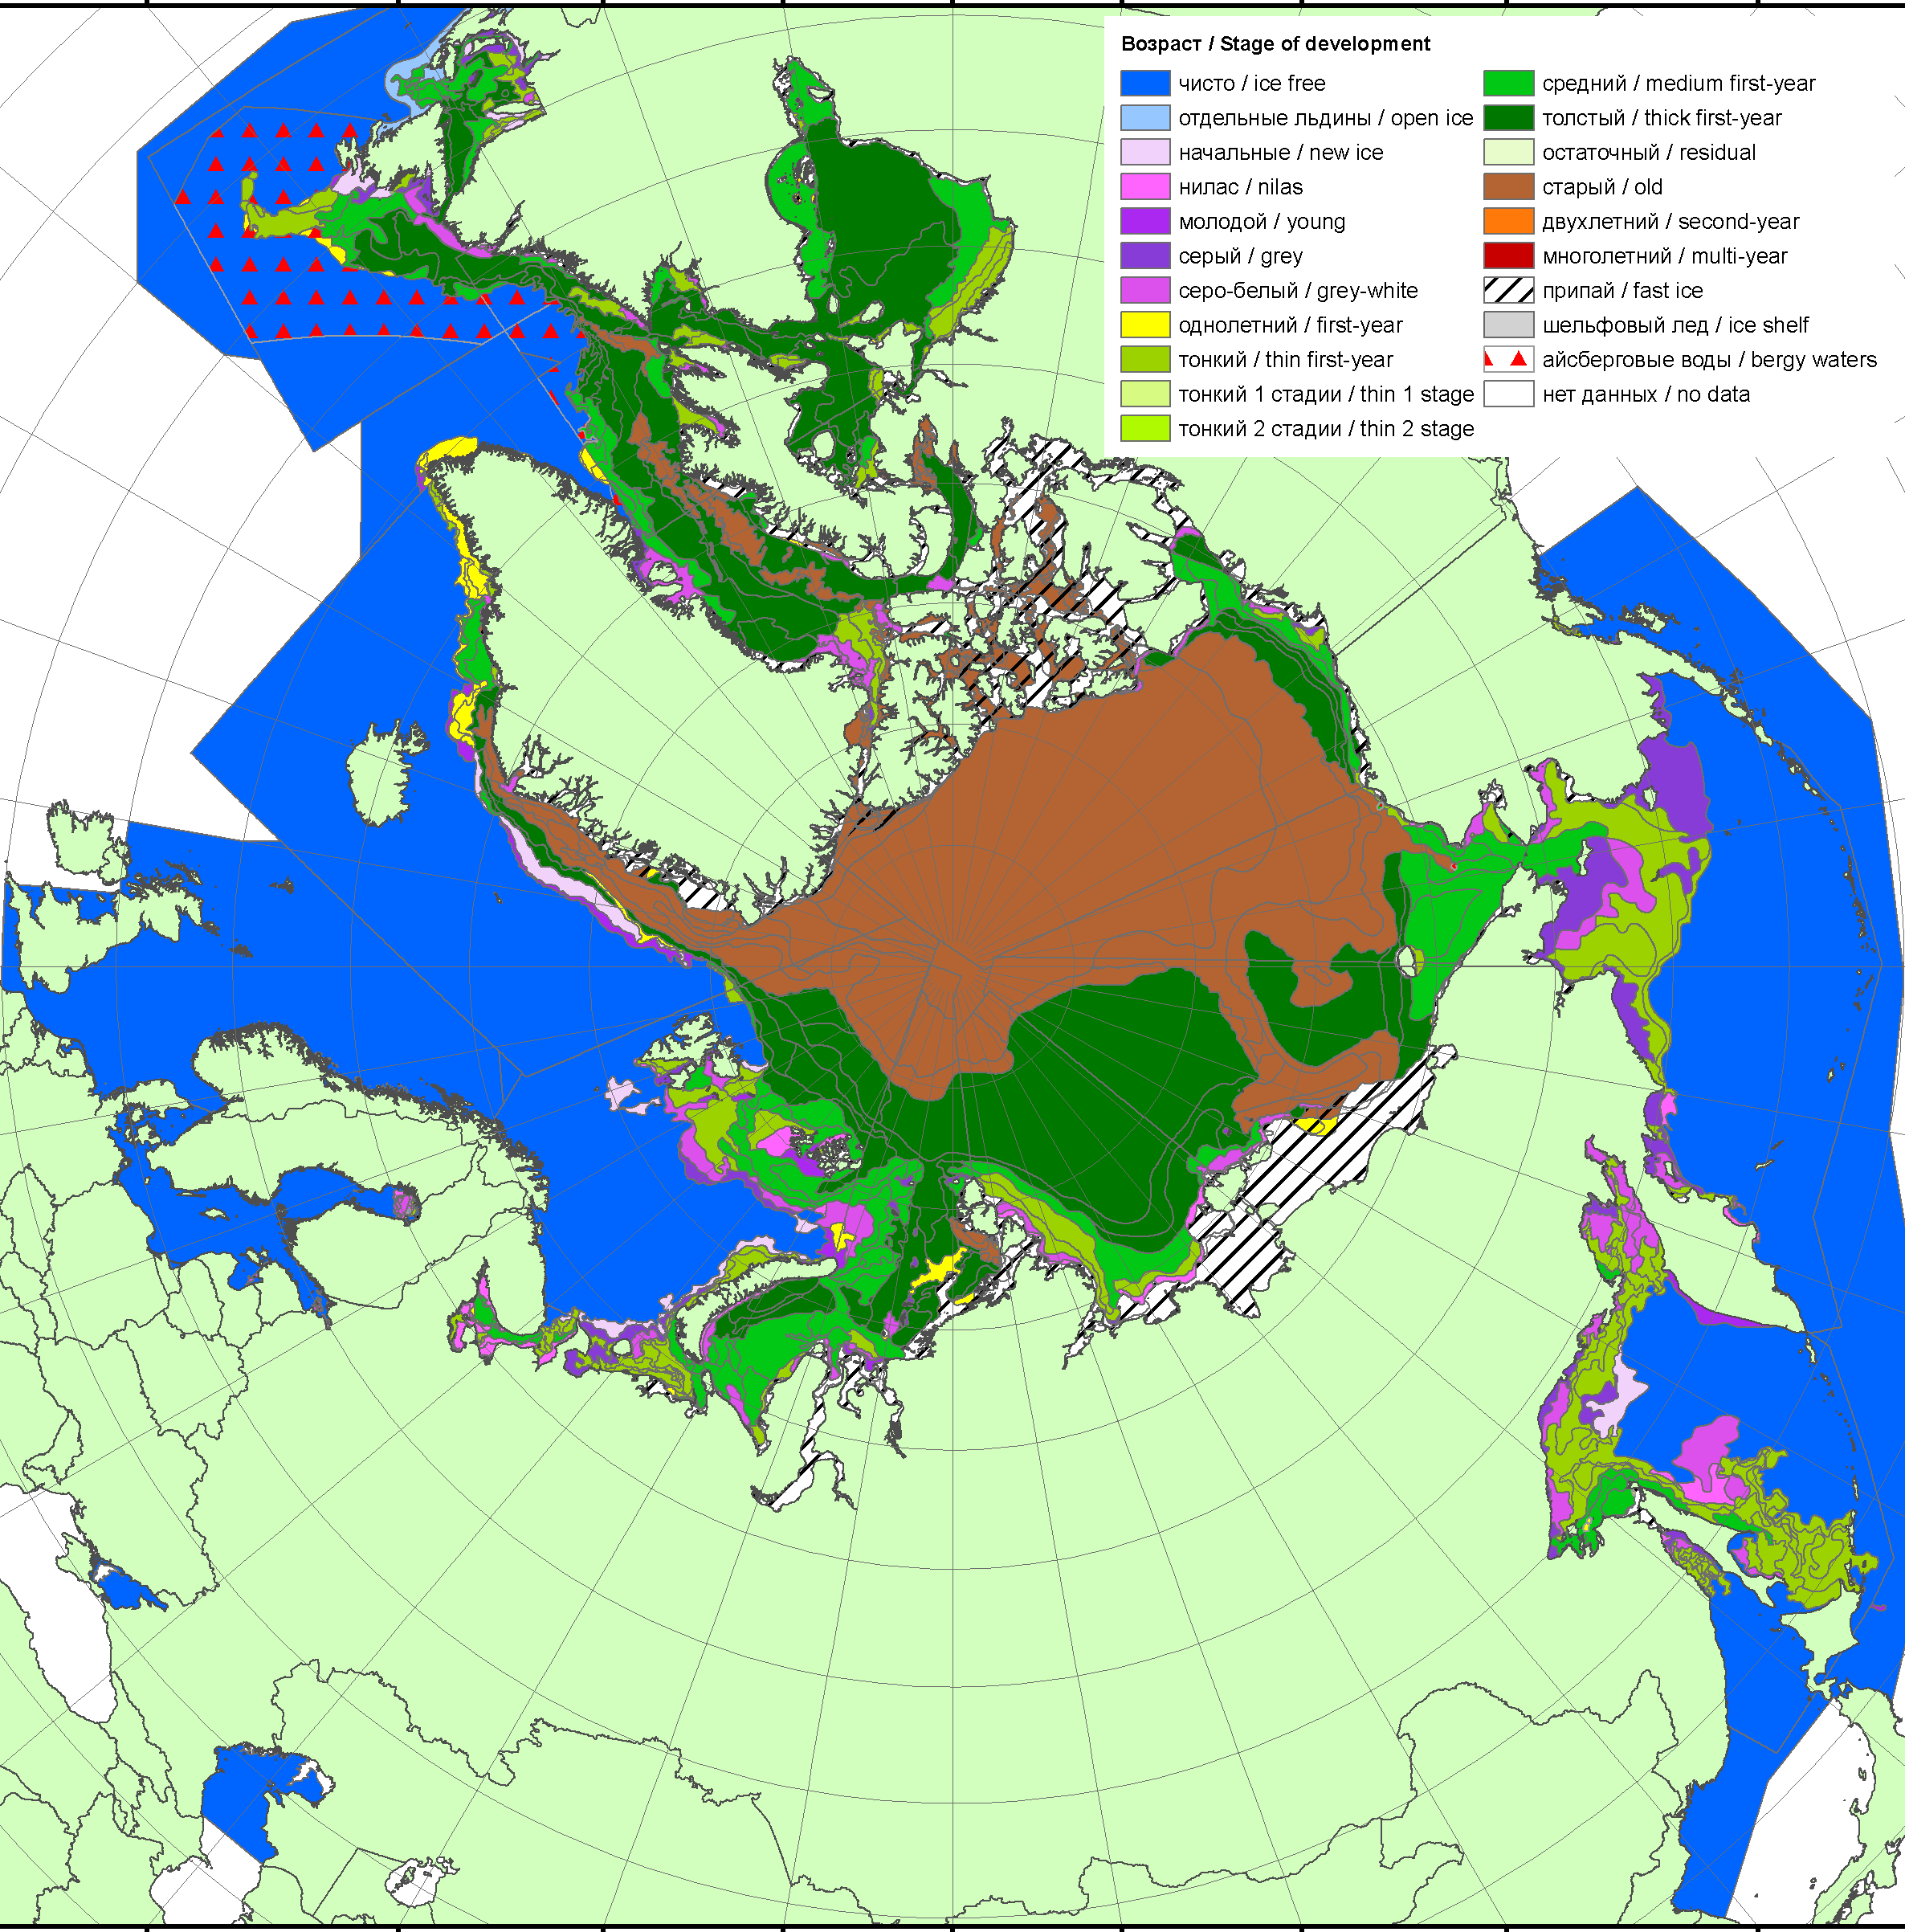 Возраст / Stage of development
чисто / ice free
отдельные льдины / open ice
начальные / new ice
нилас / nilas
молодой / young
серый / grey
серо-белый / grey-white
однолетний / first-year
тонкий / thin first-year
тонкий 1 стадии / thin 1 stage
тонкий 2 стадии / thin 2 stage
средний / medium first-year
толстый / thick first-year
остаточный / residual
старый / old
двухлетний / second-year
многолетний / multi-year
припай / fast ice
шельфовый лед / ice shelf
айсберговые воды / bergy waters
нет данных / no data